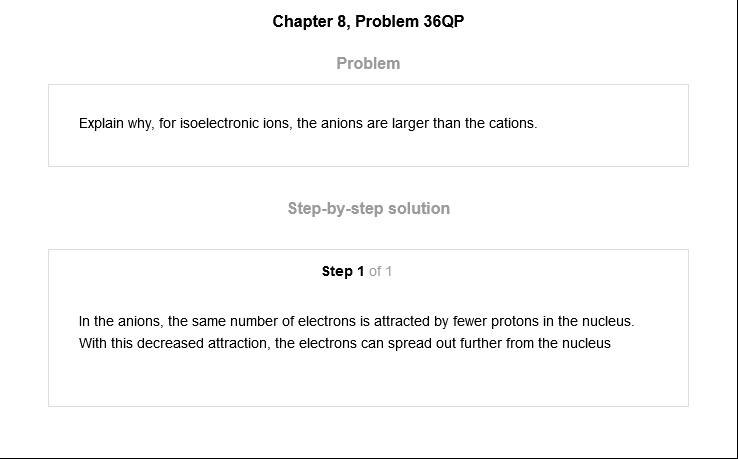 Chapter 8, Problem 36QP
Problem
Explain why, for isoelectronic ions, the anions are larger than the cations.
Step-by-step solution
Step 1 of 1
In the anions, the same number of electrons is attracted by fewer protons in the nucleus.
With this decreased attraction, the electrons can spread out further from the nucleus